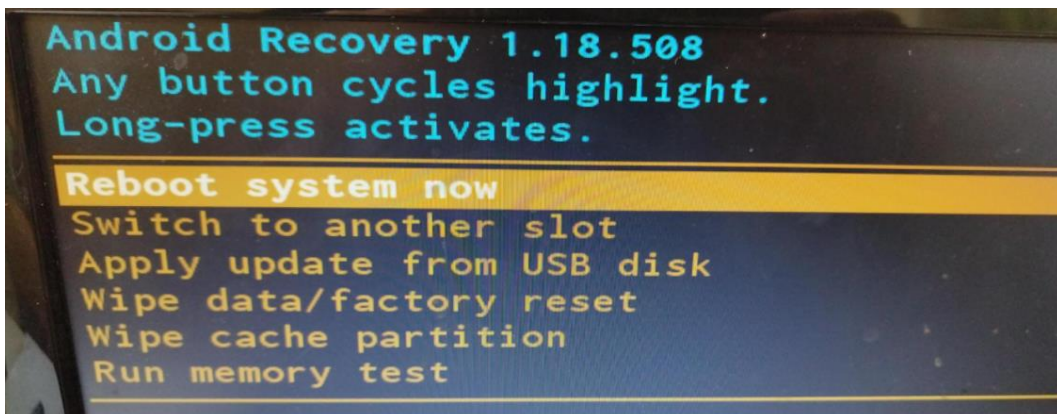 Android Recovery 1.18.508
Any button cycles highlight.
Long-press activates.
Reboot system now
Switch to another slot
Apply update from USB disk
Wipe data/factory reset
Wipe cache partition
Run memory test